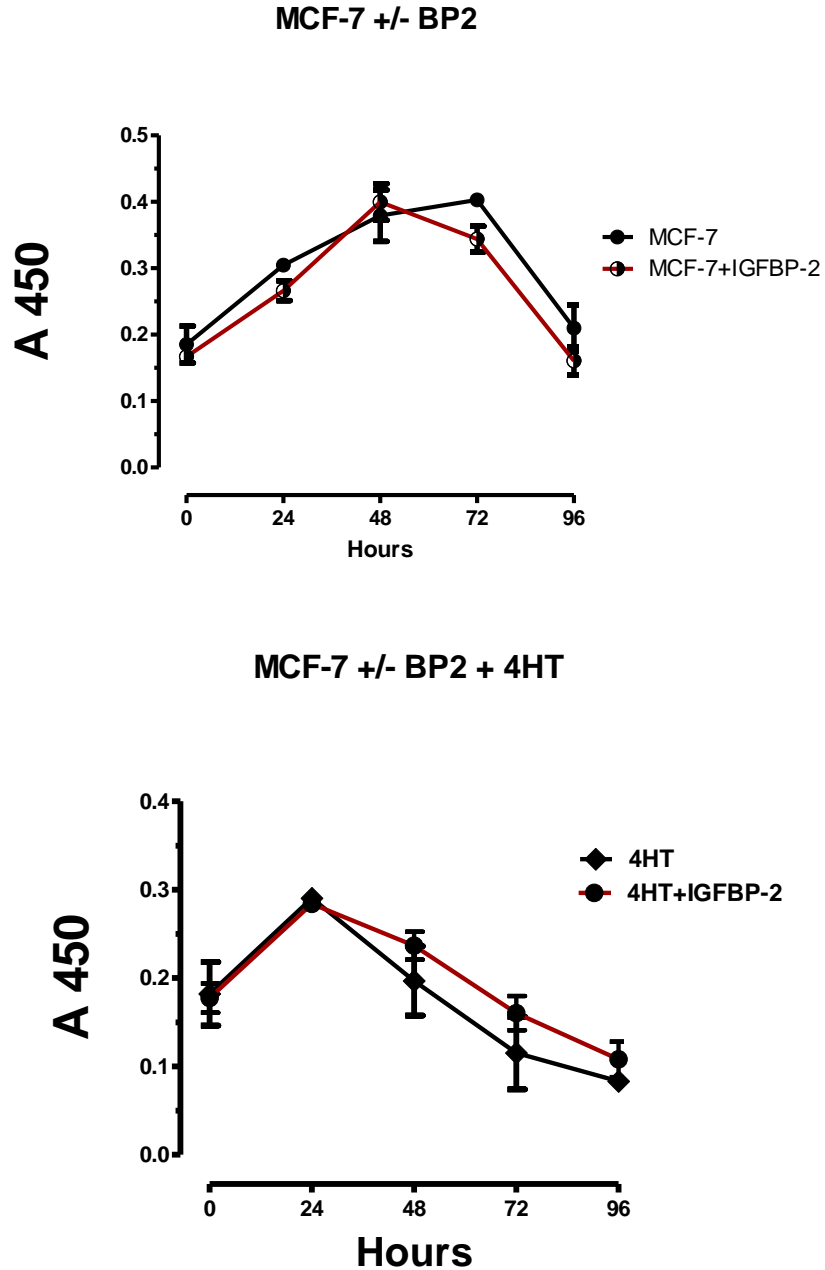 MCF-7 +/- BP2
0.5
0.4
0.3
0.2
0.1
0.0
A 450
MCF-7
MCF-7+IGFBP-2
0 24 48 72 96
Hours
MCF-7 +/- BP2 + 4HT
0.4
0.3
0.2
0.1
0.0
A 450
4HT
4HT+IGFBP-2
0 24 48 72 96
Hours